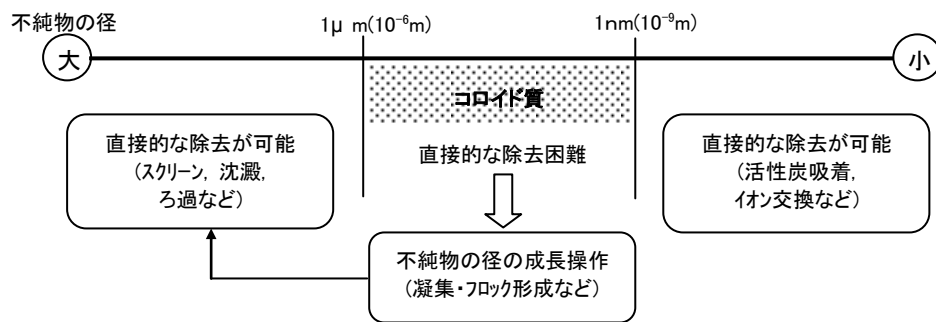 不純物の径
1μ m(10⁻⁶m)
1nm(10⁻⁹m)
大
小
コロイド質
直接的な除去が可能
(スクリーン, 沈澱,
ろ過など)
直接的な除去困難
直接的な除去が可能
(活性炭吸着,
イオン交換など)
不純物の径の成長操作
(凝集・フロック形成など)